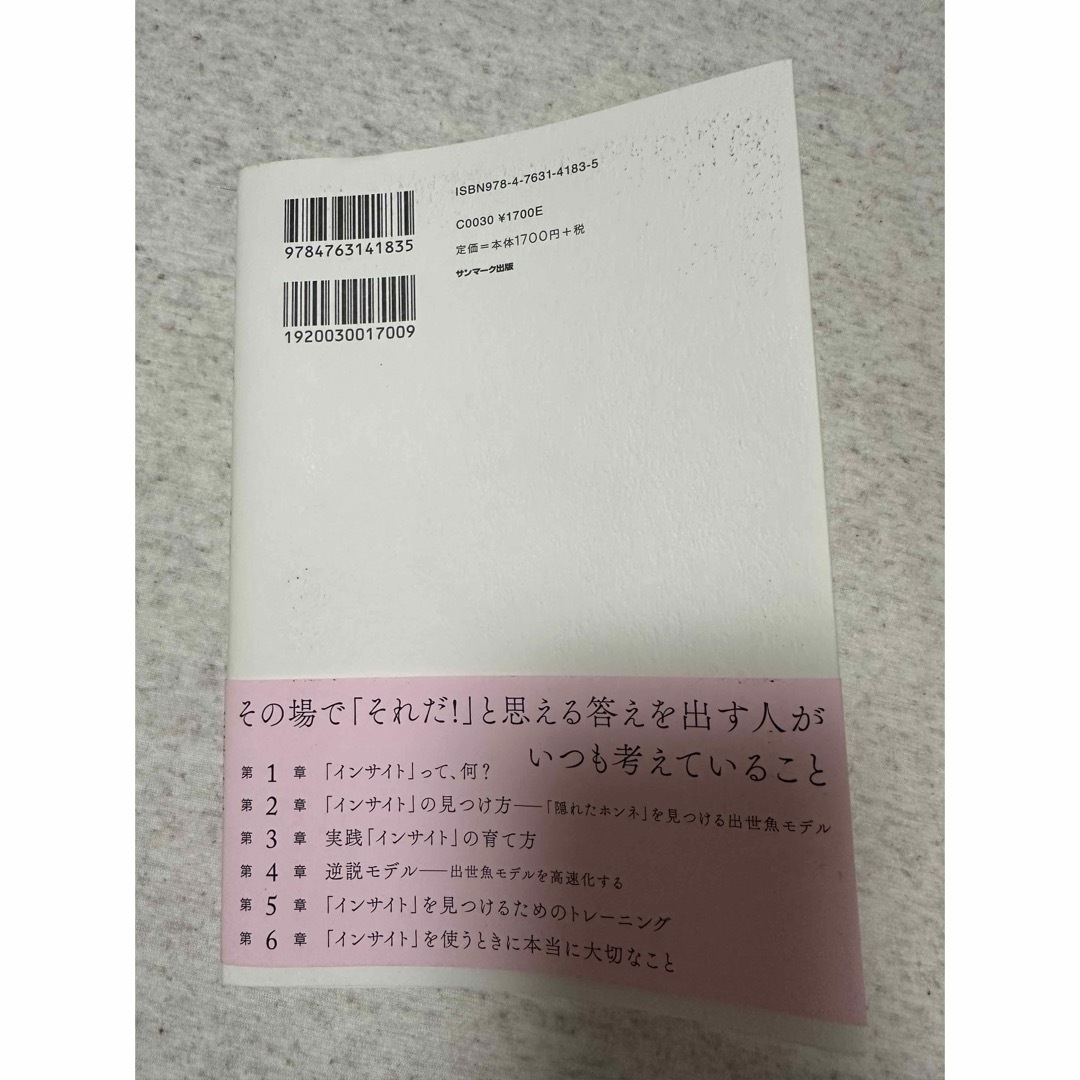 ISBN978-4-7631-4183-5
C0030 ¥1700E
定価=本体1700円+税
サンマーク出版
9784763141835
1920030017009
その場で「それだ!」と思える答えを出す人が
いつも考えていること
第1章 「インサイト」って、何?
第2章 「インサイト」の見つけ方──「隠れたホンネ」を見つける出世魚モデル
第3章 実践「インサイト」の育て方
第4章 逆説モデル──出世魚モデルを高速化する
第5章 「インサイト」を見つけるためのトレーニング
第6章 「インサイト」を使うときに本当に大切なこと